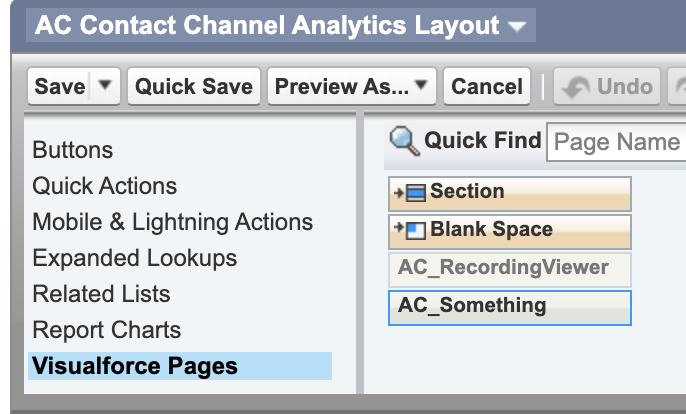 AC Contact Channel Analytics Layout
Save Quick Save Preview As... Cancel Undo
Buttons
Quick Actions
Mobile & Lightning Actions
Expanded Lookups
Related Lists
Report Charts
Visualforce Pages
Quick Find Page Name
Section
Blank Space
AC_RecordingViewer
AC_Something